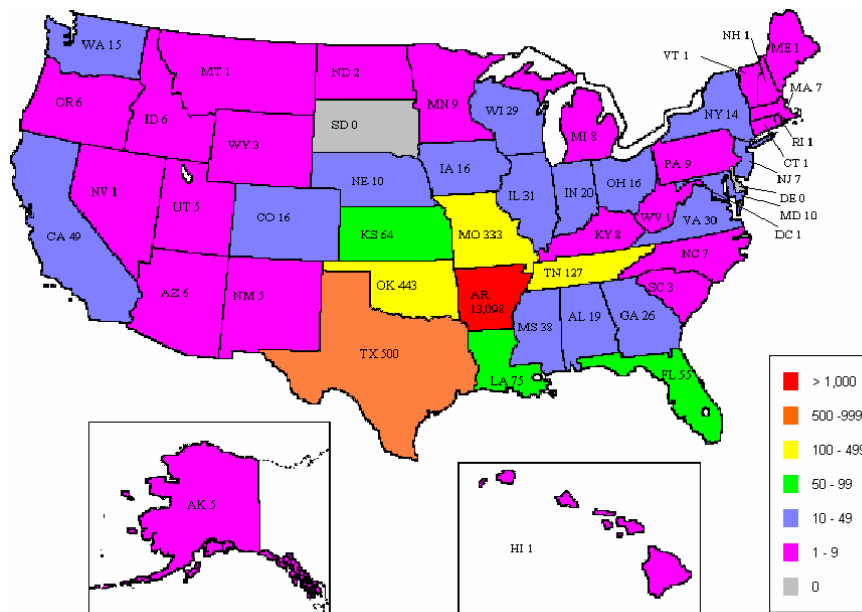 WA 15
MT 1
ND 2
MN 9
VT 1
NH 1
ME 1
OR 6
ID 6
SD 0
WI 29
MI 8
NY 14
MA 7
RI 1
CT 1
NJ 7
DE 0
MD 10
DC 1
WY 3
NE 10
IA 16
PA 9
NV 1
UT 5
CO 16
IL 31
IN 20
OH 16
WV 1
VA 30
CA 49
KS 64
MO 333
KY 8
NC 7
AZ 6
NM 5
OK 443
AR
13,098
TN 127
SC 3
TX 500
LA 75
MS 38
AL 19
GA 26
FL 55
AK 5
HI 1
> 1,000
500 -999
100 - 499
50 - 99
10 - 49
1 - 9
0